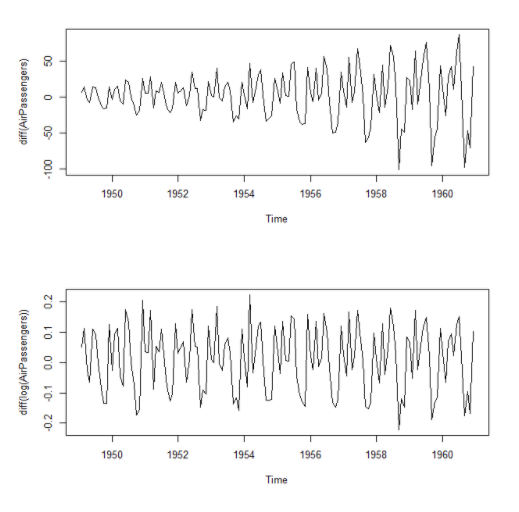 diff(AirPassengers)
50
0
-50
-100
1950 1952 1954 1956 1958 1960
Time
diff(log(AirPassengers))
0.2
0.1
0.0
-0.1
-0.2
1950 1952 1954 1956 1958 1960
Time